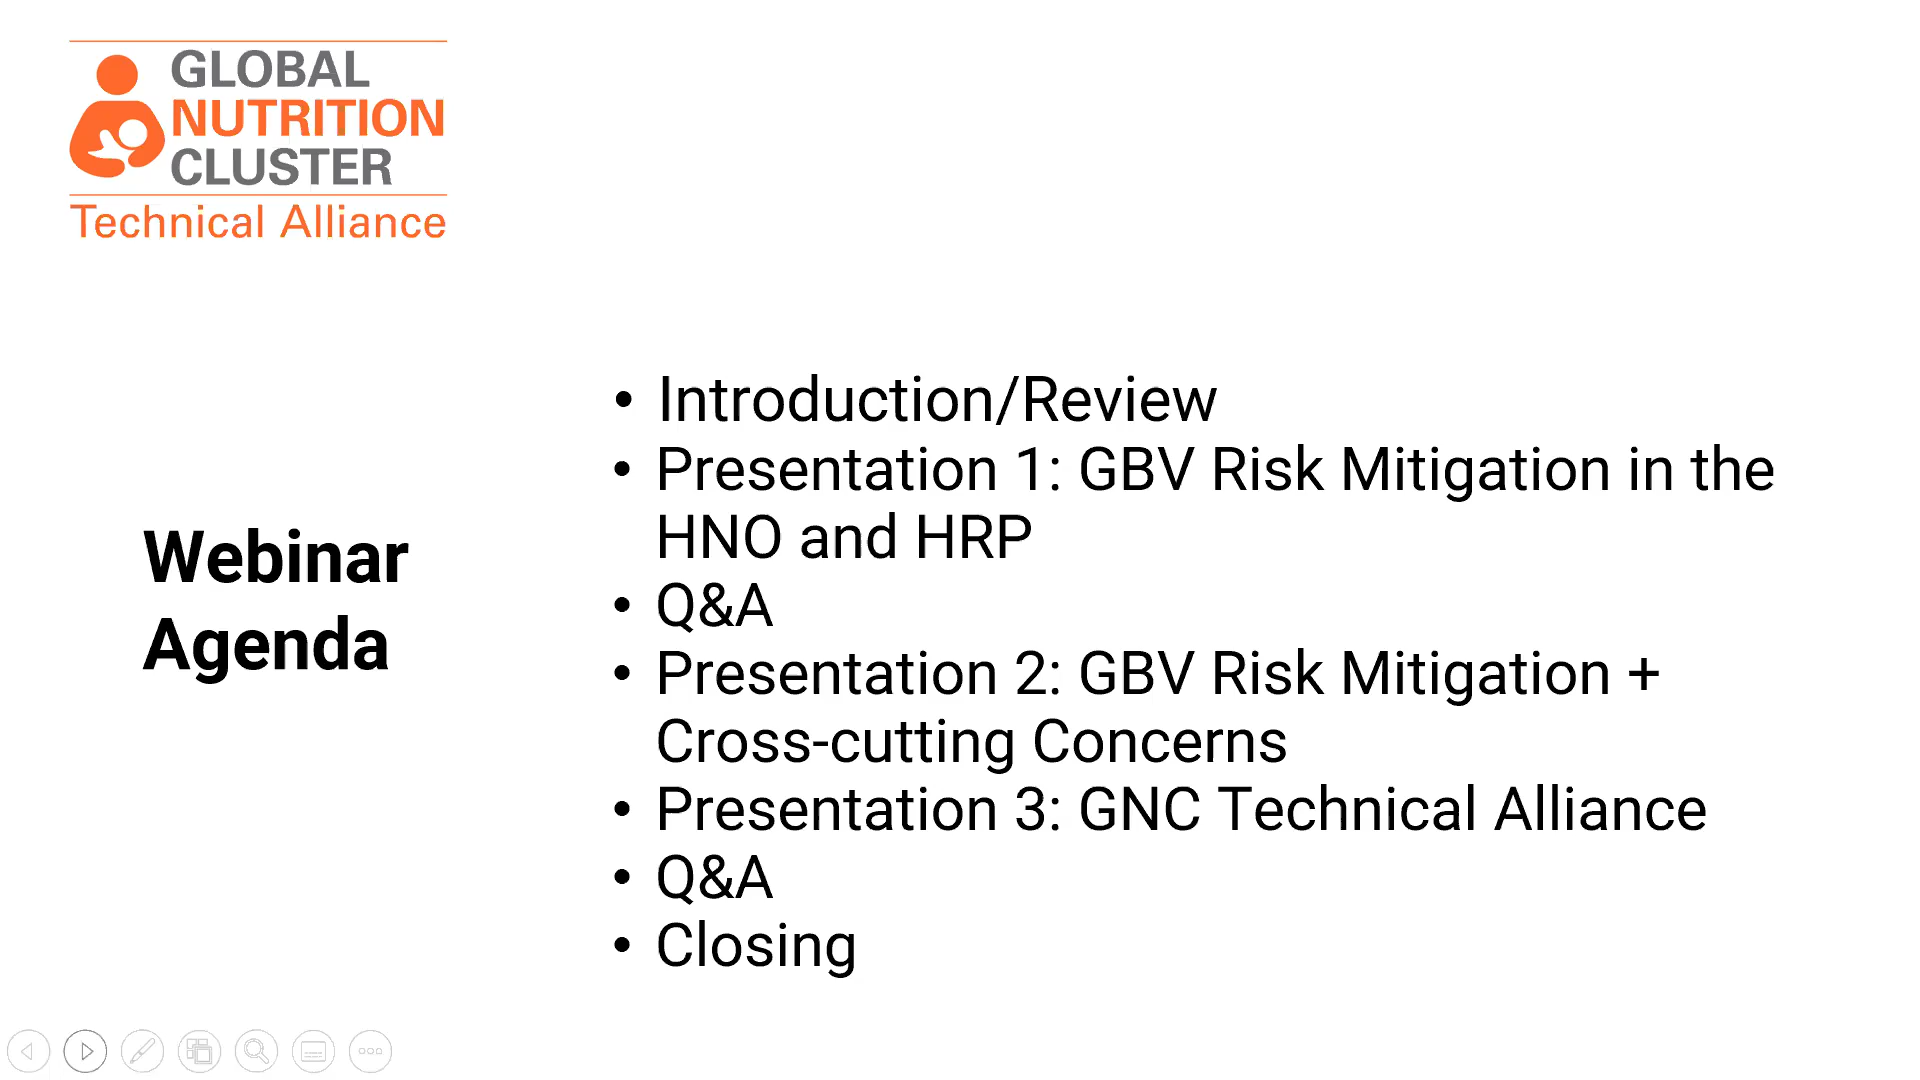 GLOBAL
NUTRITION
CLUSTER
Technical Alliance
Webinar
Agenda
• Introduction/Review
• Presentation 1: GBV Risk Mitigation in the
HNO and HRP
• Q&A
• Presentation 2: GBV Risk Mitigation +
Cross-cutting Concerns
• Presentation 3: GNC Technical Alliance
• Q&A
• Closing